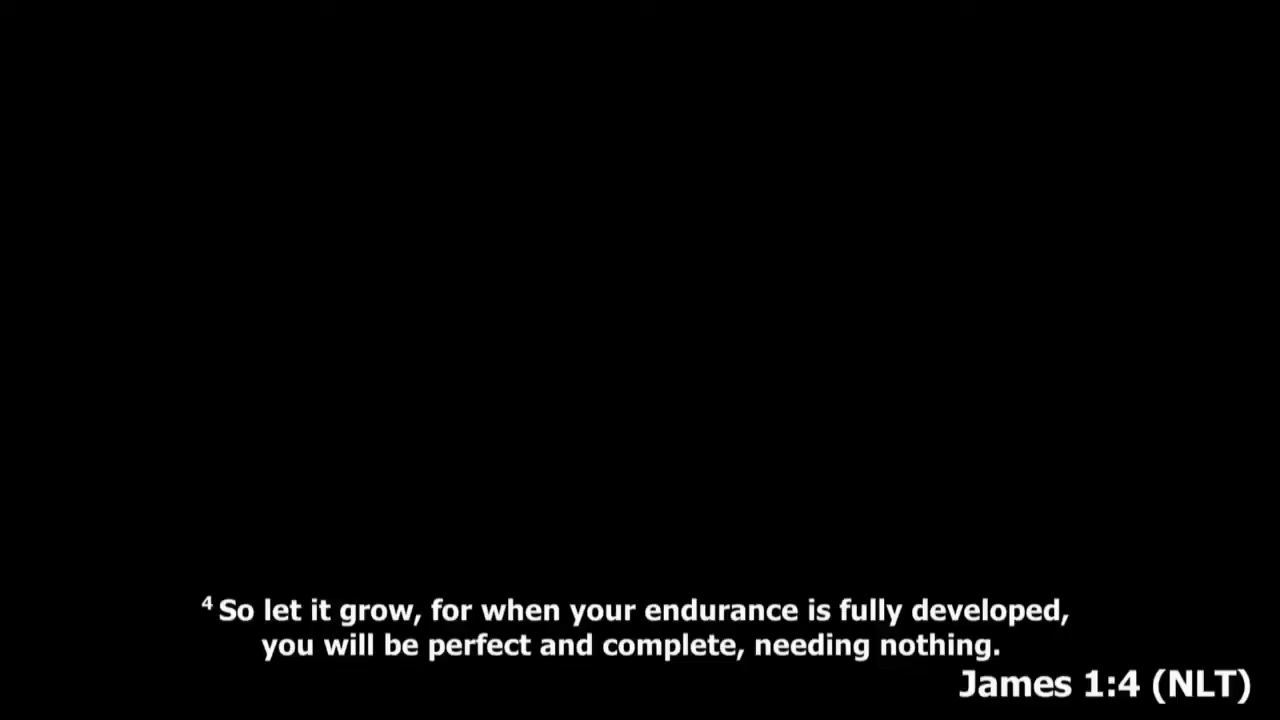 4 So let it grow, for when your endurance is fully developed,
you will be perfect and complete, needing nothing.
James 1:4 (NLT)